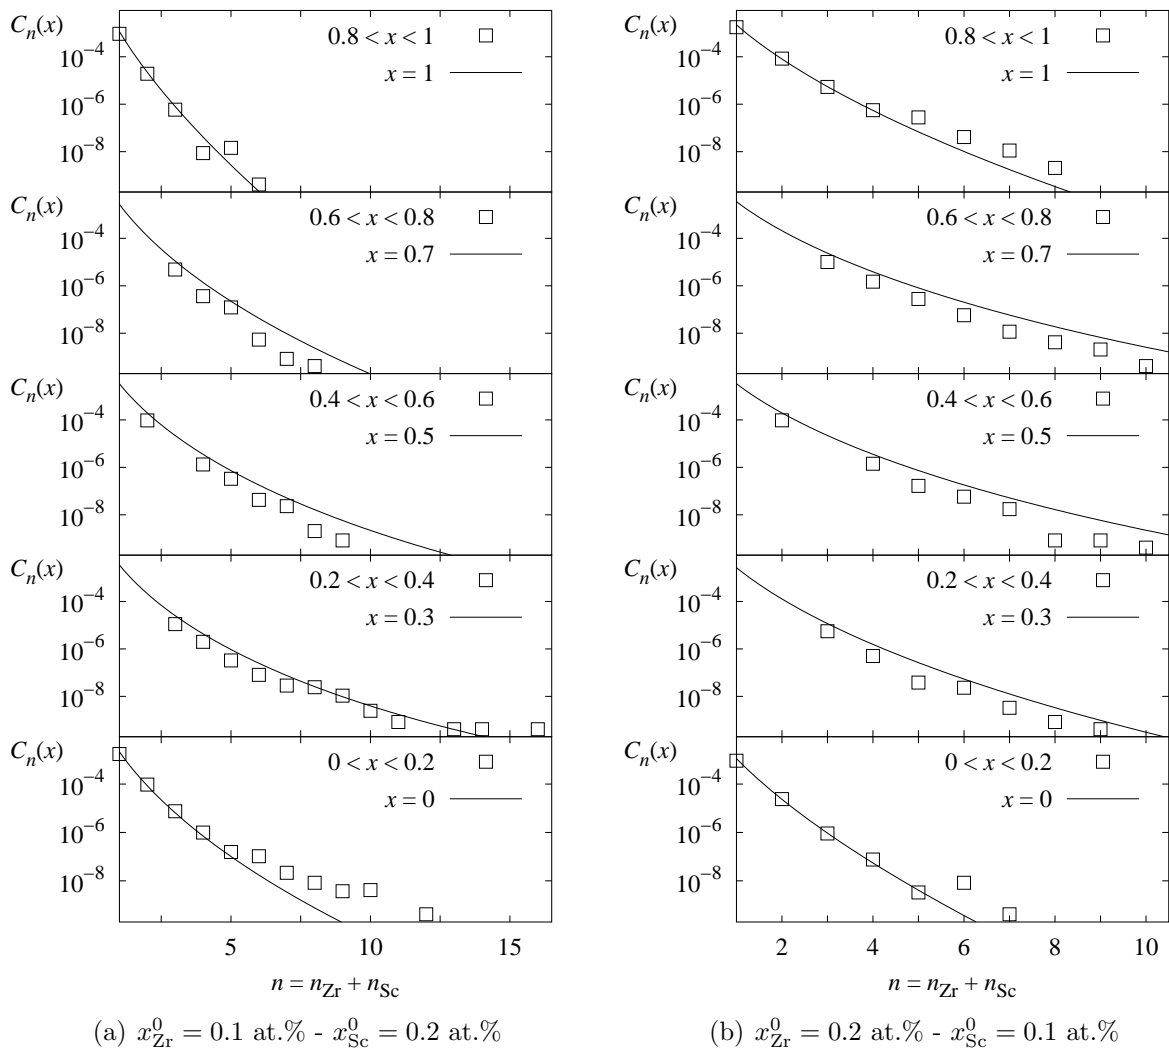 C_n(x)
10^−4
10^−6
10^−8
0.8 < x < 1
x = 1
C_n(x)
10^−4
10^−6
10^−8
0.6 < x < 0.8
x = 0.7
C_n(x)
10^−4
10^−6
10^−8
0.4 < x < 0.6
x = 0.5
C_n(x)
10^−4
10^−6
10^−8
0.2 < x < 0.4
x = 0.3
C_n(x)
10^−4
10^−6
10^−8
0 < x < 0.2
x = 0
5 10 15
n = n_Zr + n_Sc
(a) x^0_Zr = 0.1 at.% - x^0_Sc = 0.2 at.%
C_n(x)
10^−4
10^−6
10^−8
0.8 < x < 1
x = 1
C_n(x)
10^−4
10^−6
10^−8
0.6 < x < 0.8
x = 0.7
C_n(x)
10^−4
10^−6
10^−8
0.4 < x < 0.6
x = 0.5
C_n(x)
10^−4
10^−6
10^−8
0.2 < x < 0.4
x = 0.3
C_n(x)
10^−4
10^−6
10^−8
0 < x < 0.2
x = 0
2 4 6 8 10
n = n_Zr + n_Sc
(b) x^0_Zr = 0.2 at.% - x^0_Sc = 0.1 at.%